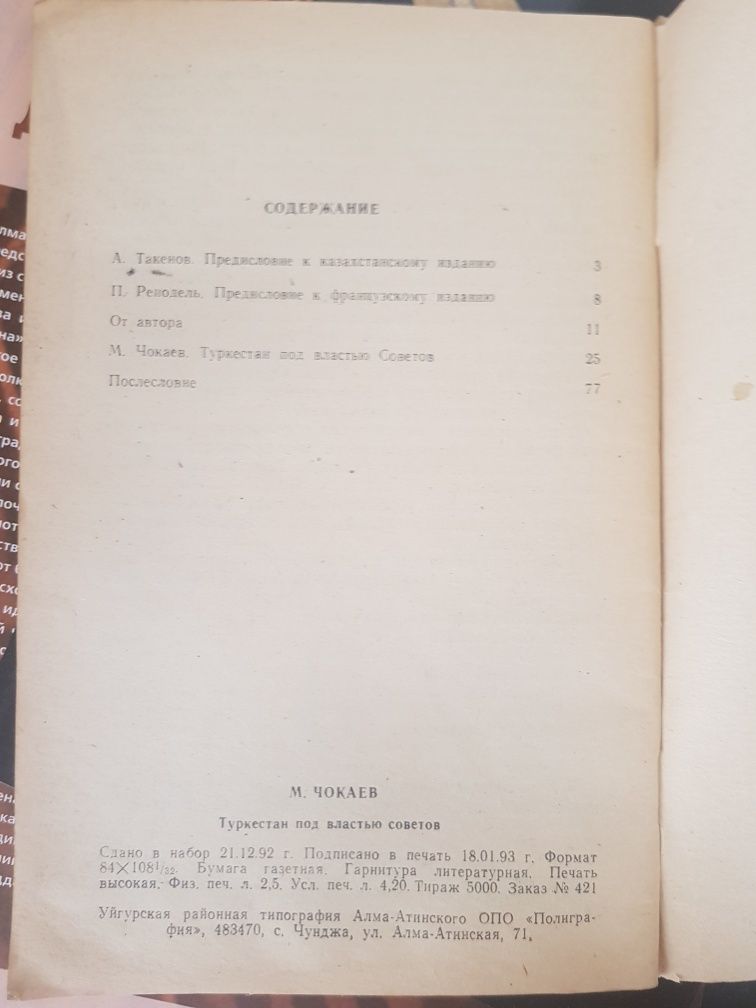 СОДЕРЖАНИЕ
А. Такенов. Предисловие к казахстанскому изданию 3
П. Ренодель. Предисловие к французскому изданию 8
От автора 11
М. Чокаев. Туркестан под властью Советов 25
Послесловие 77
М. ЧОКАЕВ
Туркестан под властью советов
Сдано в набор 21.12.92 г. Подписано в печать 18.01.93 г. Формат
84×108¹/₃₂. Бумага газетная. Гарнитура литературная. Печать
высокая. Физ. печ. л. 2,5. Усл. печ. л. 4,20. Тираж 5000. Заказ № 421
Уйгурская районная типография Алма-Атинского ОПО «Полигра-
фия», 483470, с. Чунджа, ул. Алма-Атинская, 71.